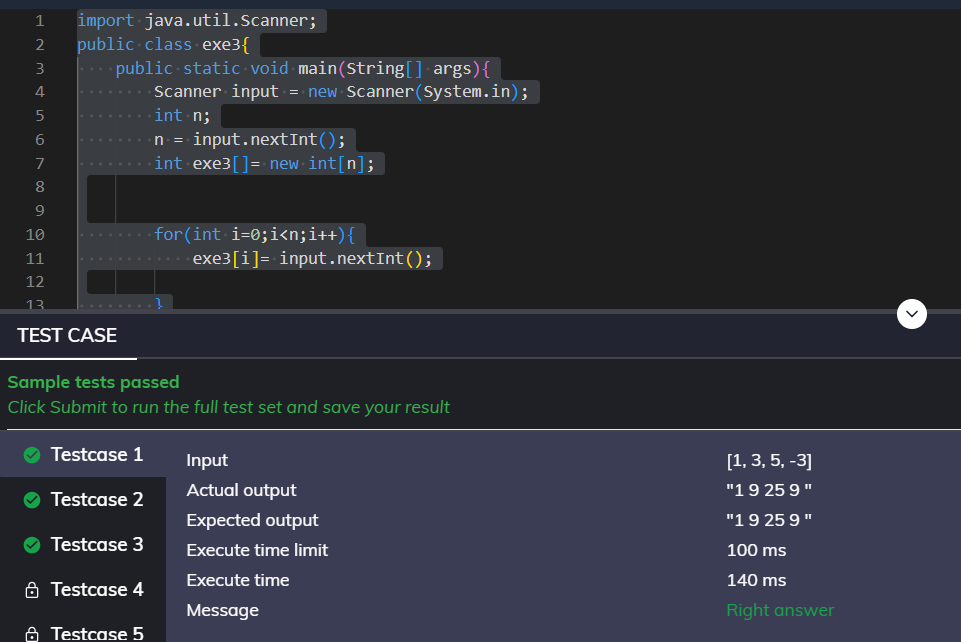 1 import java.util.Scanner;
2 public class exe3{
3 public static void main(String[] args){
4 Scanner input = new Scanner(System.in);
5 int n;
6 n = input.nextInt();
7 int exe3[]= new int[n];
8
9
10 for(int i=0;i<n;i++){
11 exe3[i]= input.nextInt();
12
13 }
TEST CASE
Sample tests passed
Click Submit to run the full test set and save your result
Testcase 1
Testcase 2
Testcase 3
Testcase 4
Testcase 5
Input [1, 3, 5, -3]
Actual output "1 9 25 9 "
Expected output "1 9 25 9 "
Execute time limit 100 ms
Execute time 140 ms
Message Right answer